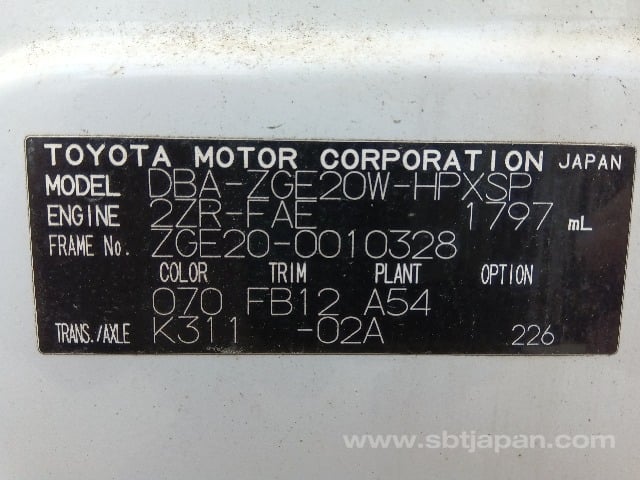 TOYOTA MOTOR CORPORATION JAPAN
MODEL DBA-ZGE20W-HPXSP
ENGINE 2ZR-FAE 1797 mL
FRAME No. ZGE20-0010328
COLOR TRIM PLANT OPTION
070 FB12 A54
TRANS./AXLE K311 -02A 226
www.sbtjapan.com